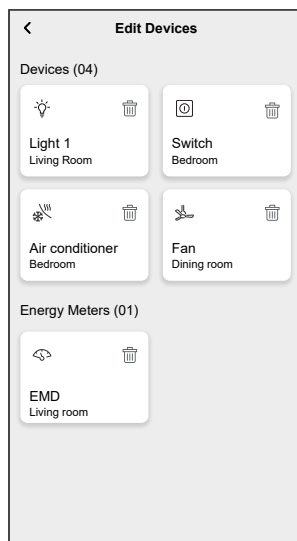 Edit Devices
Devices (04)
Light 1
Living Room
Switch
Bedroom
Air conditioner
Bedroom
Fan
Dining room
Energy Meters (01)
EMD
Living room